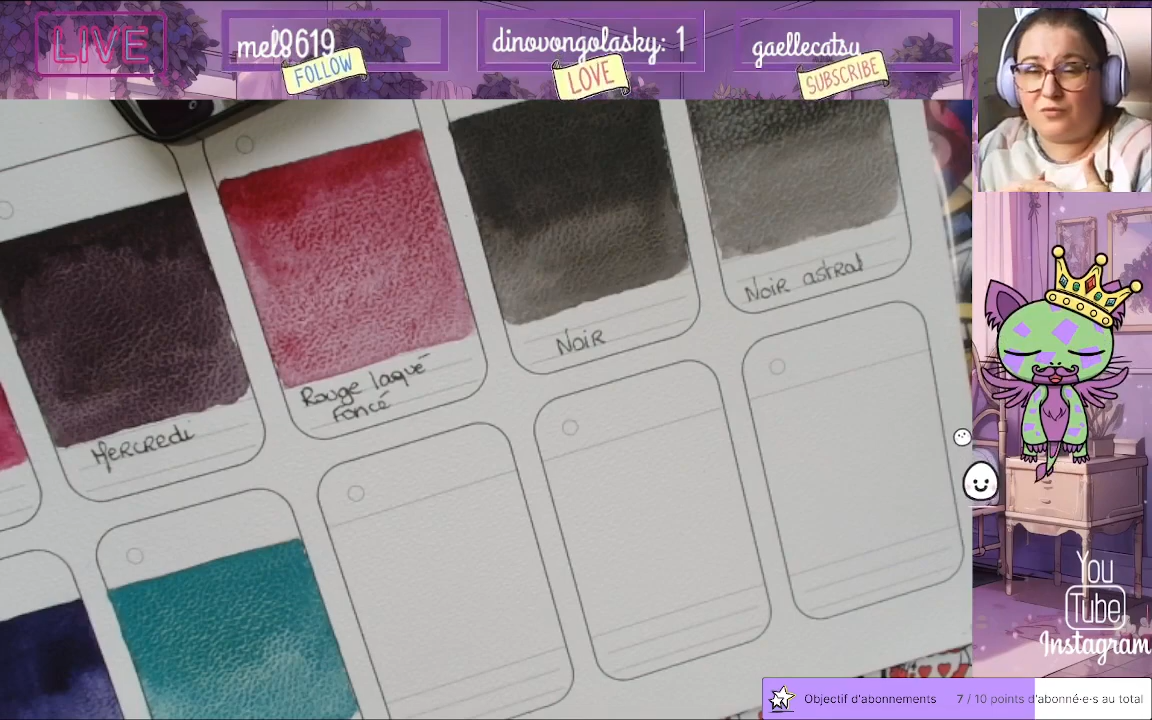 LIVE
mel8619
FOLLOW
dinovongolasky: 1
LOVE
gaellecatsy
SUBSCRIBE
Noir astral
Noir
Rouge laqué
Foncé
Mercredi
You
Tube
Instagram
Objectif d'abonnements 7 / 10 points d'abonné·e·s au total